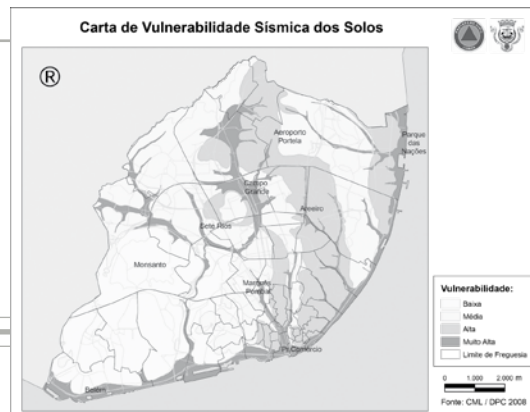 Carta de Vulnerabilidade Sísmica dos Solos
®
Aeroporto
Portela
Parque
das
Nações
Campo
Grande
Areeiro
Sete Rios
Monsanto
Marquês
Pombal
Pr.Comércio
Belém
Vulnerabilidade:
Baixa
Média
Alta
Muito Alta
Limite de Freguesia
0 1.000 2.000 m
Fonte: CML / DPC 2008